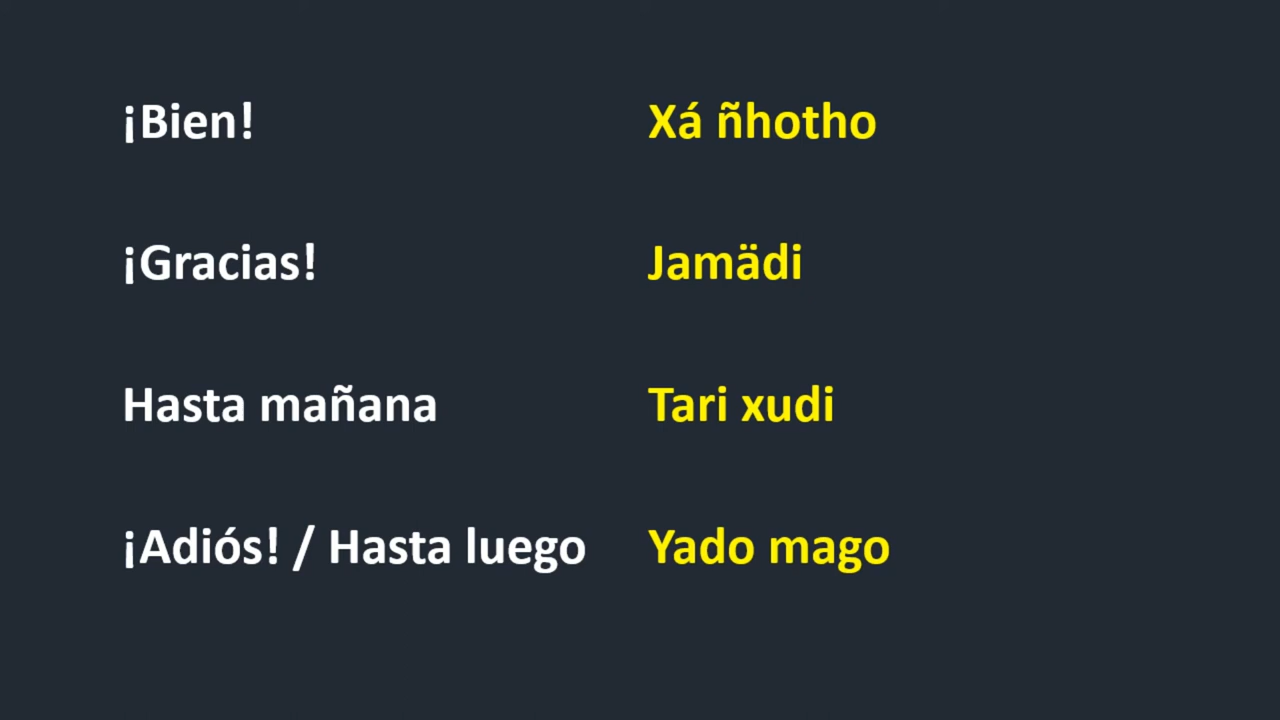 ¡Bien! Xá ñhotho
¡Gracias! Jamädi
Hasta mañana Tari xudi
¡Adiós! / Hasta luego Yado mago